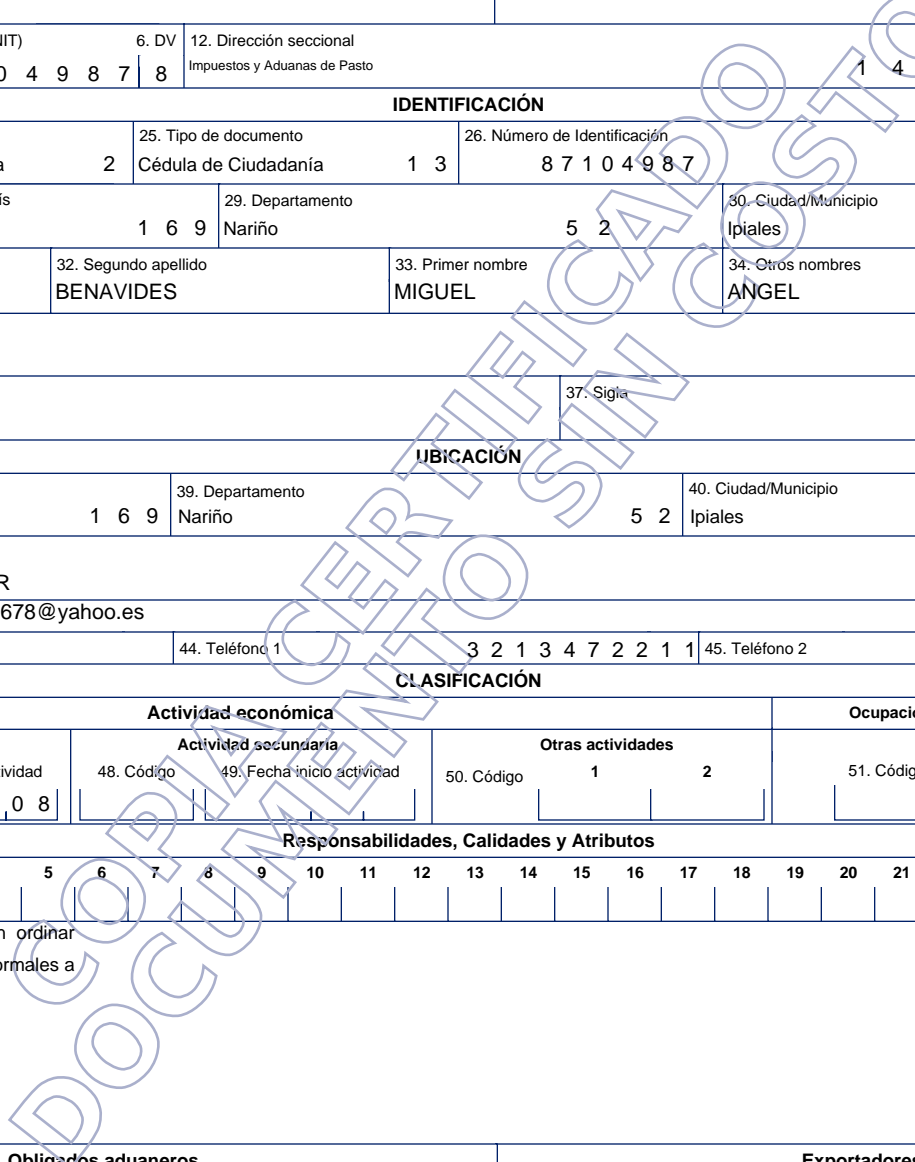 NIT) 6. DV 12. Dirección seccional
0 4 9 8 7 8 Impuestos y Aduanas de Pasto 1 4
IDENTIFICACIÓN
25. Tipo de documento 26. Número de Identificación
a 2 Cédula de Ciudadanía 1 3 8 7 1 0 4 9 8 7
ís 29. Departamento 30. Ciudad/Municipio
1 6 9 Nariño 5 2 Ipiales
32. Segundo apellido 33. Primer nombre 34. Otros nombres
BENAVIDES MIGUEL ANGEL
37. Sigla
UBICACIÓN
39. Departamento 40. Ciudad/Municipio
1 6 9 Nariño 5 2 Ipiales
R
678@yahoo.es
44. Teléfono 1 3 2 1 3 4 7 2 2 1 1 45. Teléfono 2
CLASIFICACIÓN
Actividad económica Ocupació
Actividad secundaria Otras actividades
ividad 48. Código 49. Fecha inicio actividad 50. Código 1 2 51. Códig
0 8
Responsabilidades, Calidades y Atributos
5 6 7 8 9 10 11 12 13 14 15 16 17 18 19 20 21
n ordinar
ormales a
Obligados aduaneros Exportadores
COPIA CERTIFICADO
DOCUMENTO SIN COSTO